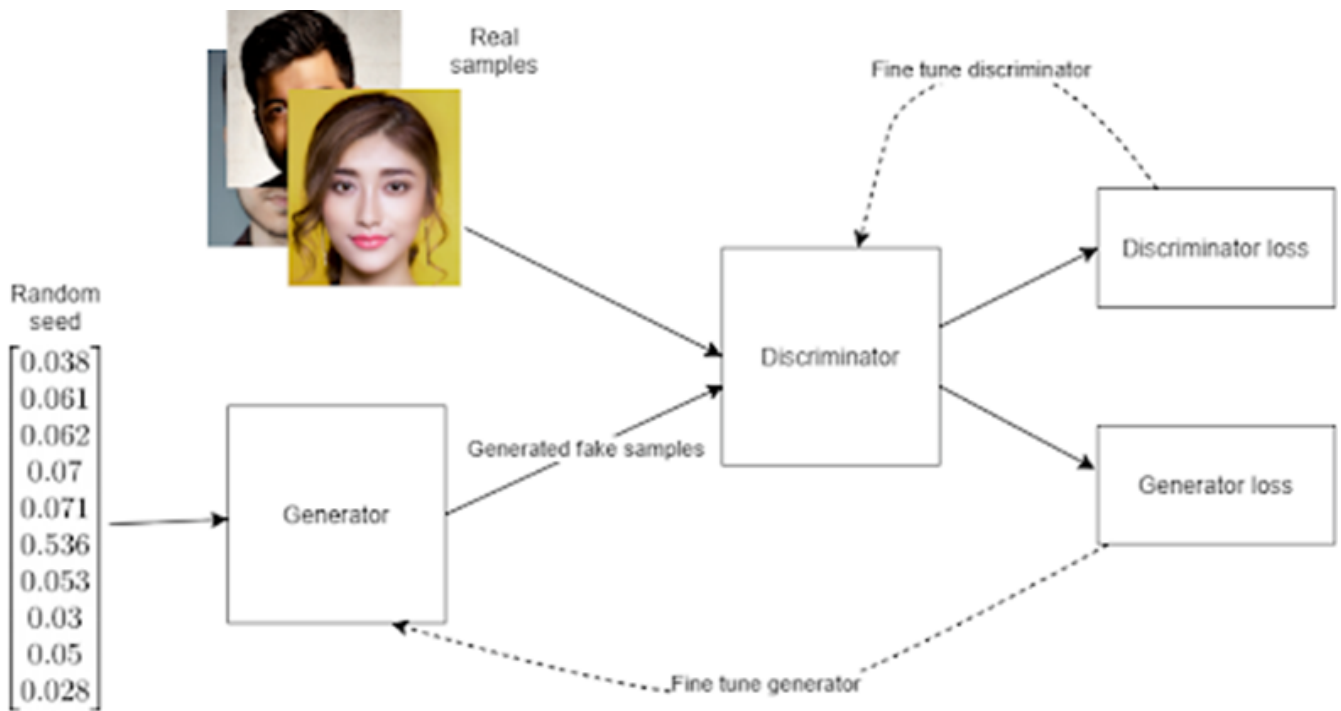 Real
samples
Fine tune discriminator
Discriminator loss
Random
seed
0.038
0.061
0.062
0.07
0.071
0.536
0.053
0.03
0.05
0.028
Discriminator
Generated fake samples
Generator
Generator loss
Fine tune generator